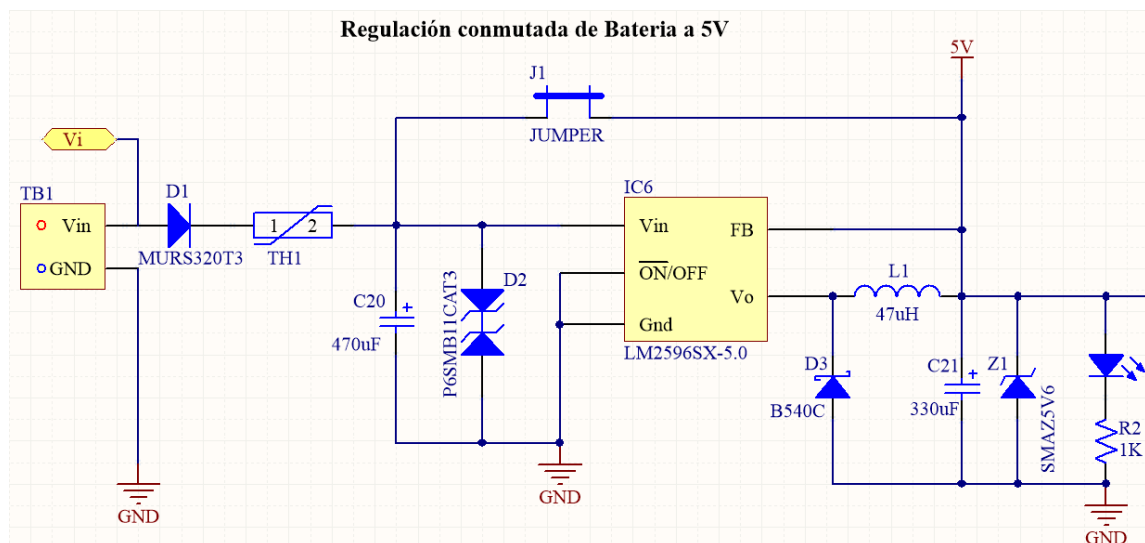 Regulación conmutada de Bateria a 5V
5V
J1
JUMPER
Vi
TB1
Vin
GND
D1
MURS320T3
1 2
TH1
C20
470uF
D2
P6SMB11CAT3
IC6
Vin
FB
ON/OFF
Vo
Gnd
LM2596SX-5.0
L1
47uH
D3
B540C
C21
330uF
Z1
SMAZ5V6
R2
1K
GND
GND
GND